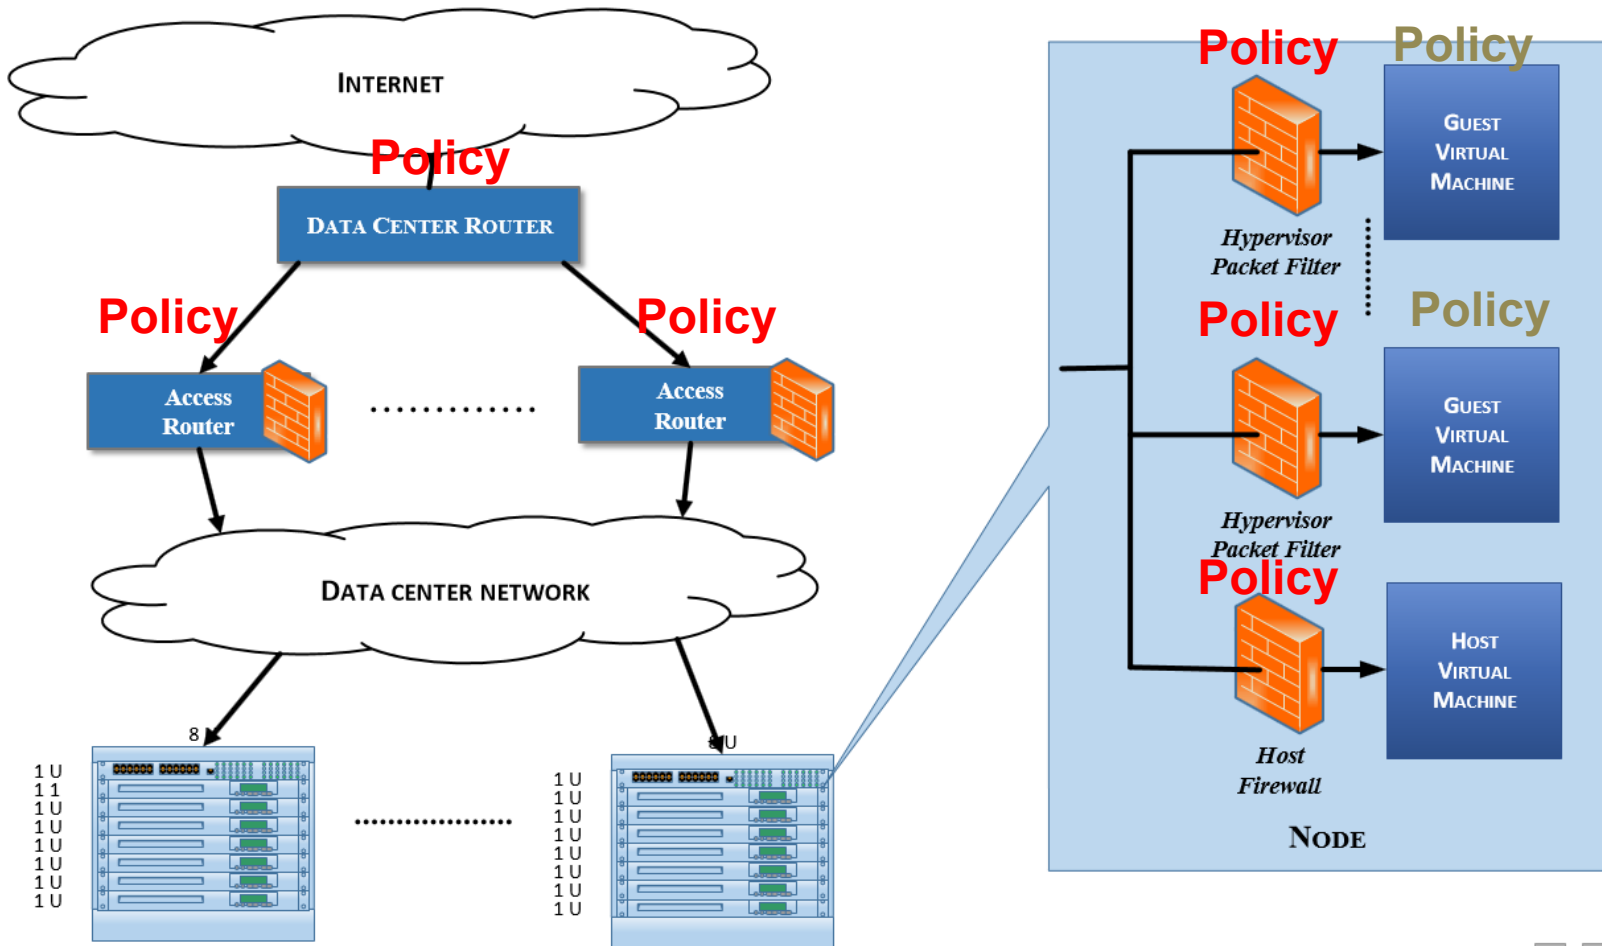 INTERNET
Policy
DATA CENTER ROUTER
Policy
Policy
Access
Router
Access
Router
DATA CENTER NETWORK
8
1 U
1 1
1 U
1 U
1 U
1 U
1 U
1 U
8 U
1 U
1 U
1 U
1 U
1 U
1 U
1 U
1 U
Policy
Policy
GUEST
VIRTUAL
MACHINE
Hypervisor
Packet Filter
Policy
Policy
GUEST
VIRTUAL
MACHINE
Hypervisor
Packet Filter
Policy
HOST
VIRTUAL
MACHINE
Host
Firewall
NODE